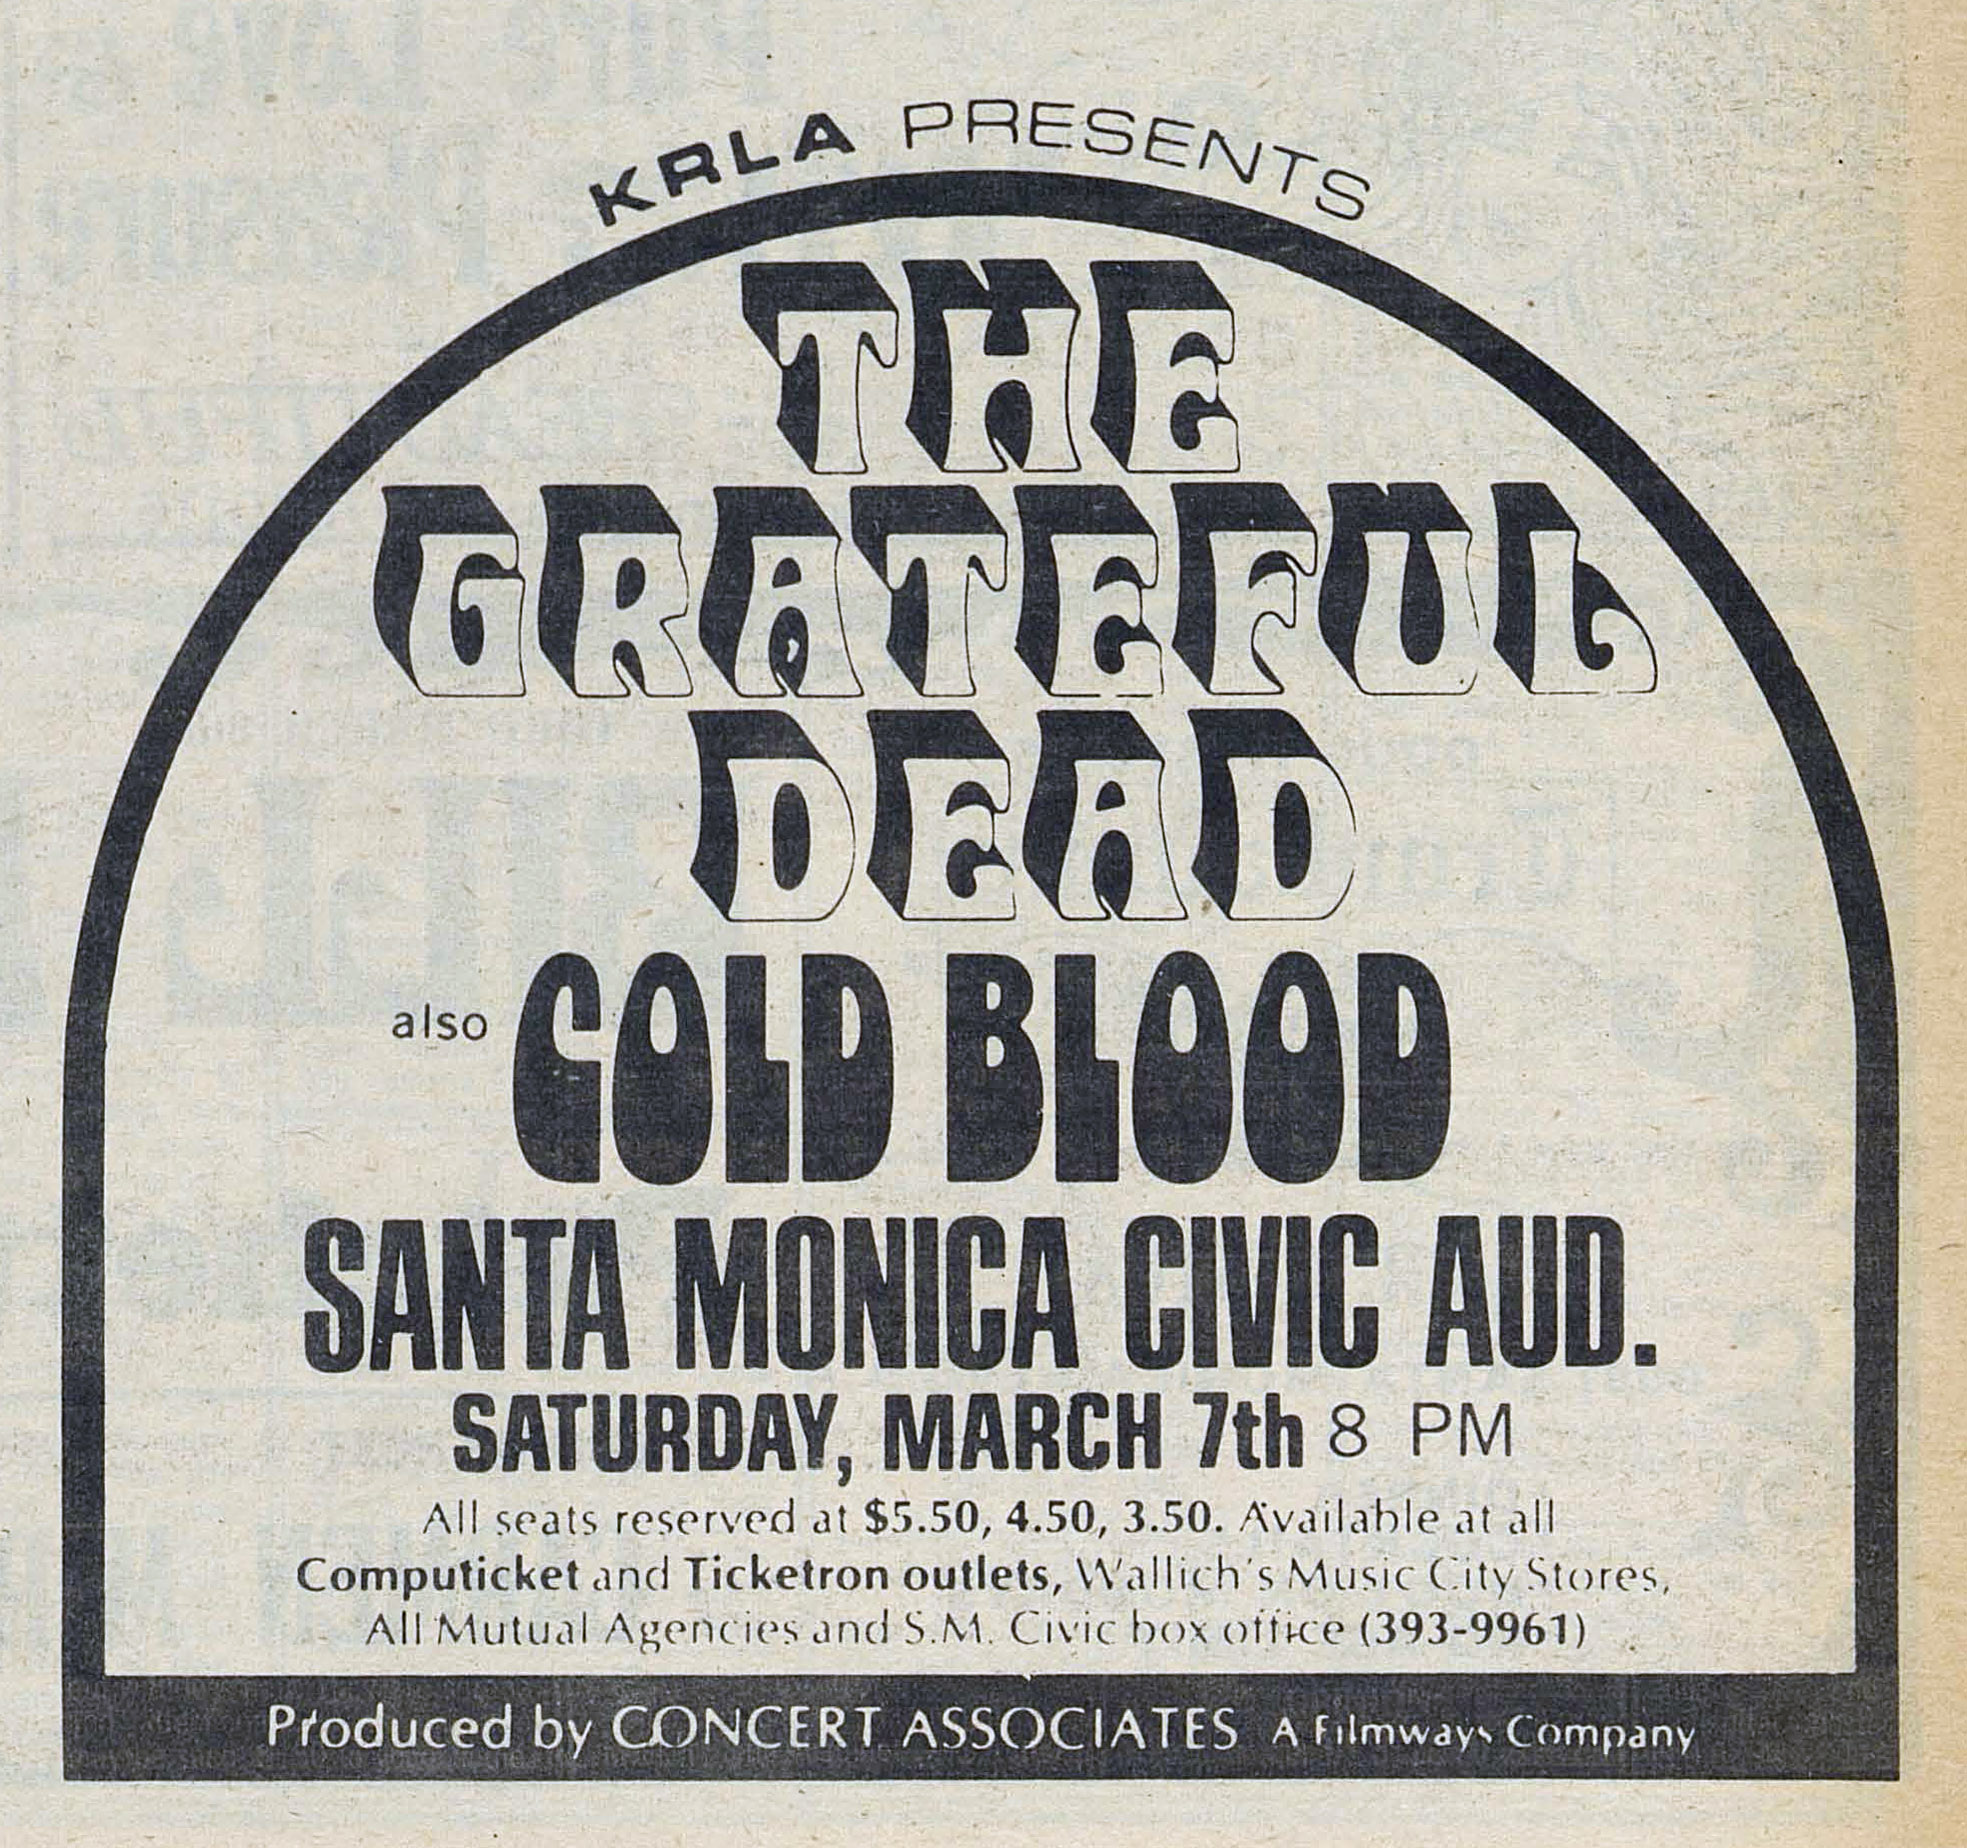 KRLA PRESENTS
THE
GRATEFUL
DEAD
also COLD BLOOD
SANTA MONICA CIVIC AUD.
SATURDAY, MARCH 7th 8 PM
All seats reserved at $5.50, 4.50, 3.50. Available at all
Computicket and Ticketron outlets, Wallich's Music City Stores,
All Mutual Agencies and S.M. Civic box office (393-9961)
Produced by CONCERT ASSOCIATES A Filmways Company